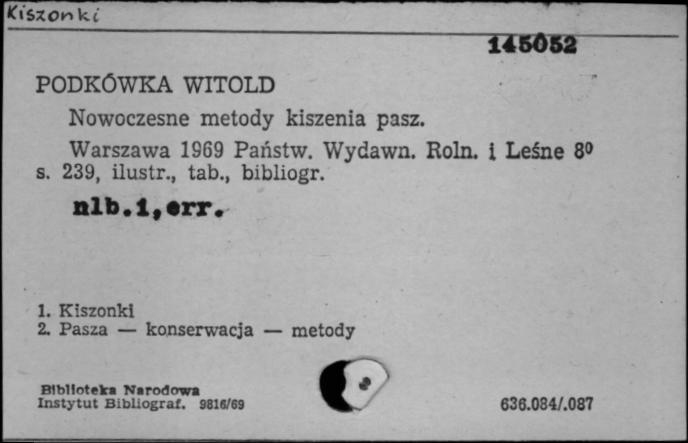 Kiszonki
145052
PODKÓWKA WITOLD
Nowoczesne metody kiszenia pasz.
Warszawa 1969 Państw. Wydawn. Roln. i Leśne 8⁰
s. 239, ilustr., tab., bibliogr.
nlb.1,err.
1. Kiszonki
2. Pasza — konserwacja — metody
Biblioteka Narodowa
Instytut Bibliograf. 9816/69
636.084/.087